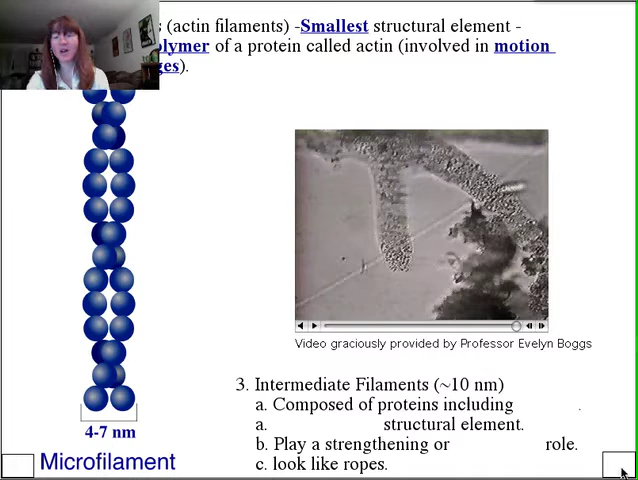 s (actin filaments) -Smallest structural element -
olymer of a protein called actin (involved in motion
ges).
Video graciously provided by Professor Evelyn Boggs
3. Intermediate Filaments (~10 nm)
a. Composed of proteins including .
a. structural element.
b. Play a strengthening or role.
c. look like ropes.
4-7 nm
Microfilament